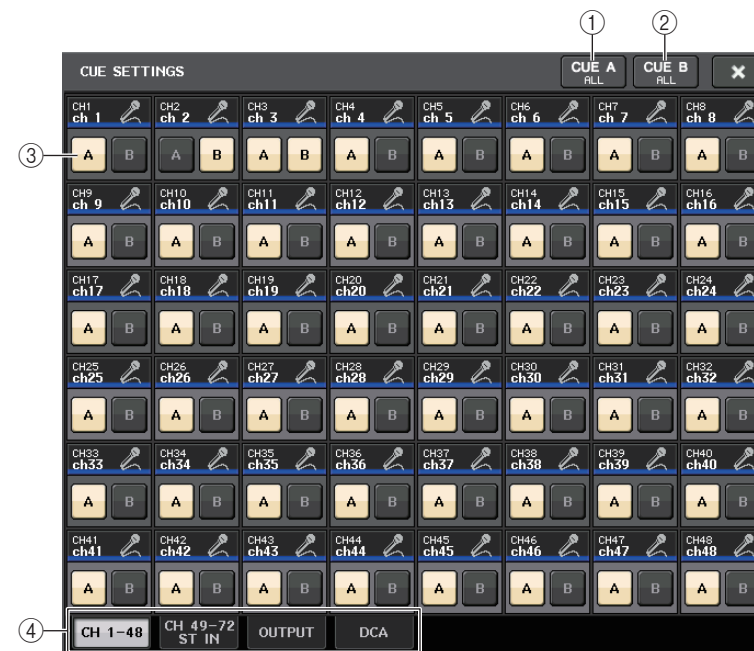 ① ②
CUE SETTINGS CUE A ALL CUE B ALL ×
CH1 CH2 CH3 CH4 CH5 CH6 CH7 CH8
ch 1 ch 2 ch 3 ch 4 ch 5 ch 6 ch 7 ch 8
③ A B A B A B A B A B A B A B A B
CH9 CH10 CH11 CH12 CH13 CH14 CH15 CH16
ch 9 ch10 ch11 ch12 ch13 ch14 ch15 ch16
A B A B A B A B A B A B A B A B
CH17 CH18 CH19 CH20 CH21 CH22 CH23 CH24
ch17 ch18 ch19 ch20 ch21 ch22 ch23 ch24
A B A B A B A B A B A B A B A B
CH25 CH26 CH27 CH28 CH29 CH30 CH31 CH32
ch25 ch26 ch27 ch28 ch29 ch30 ch31 ch32
A B A B A B A B A B A B A B A B
CH33 CH34 CH35 CH36 CH37 CH38 CH39 CH40
ch33 ch34 ch35 ch36 ch37 ch38 ch39 ch40
A B A B A B A B A B A B A B A B
CH41 CH42 CH43 CH44 CH45 CH46 CH47 CH48
ch41 ch42 ch43 ch44 ch45 ch46 ch47 ch48
A B A B A B A B A B A B A B A B
④ CH 1-48 CH 49-72 ST IN OUTPUT DCA